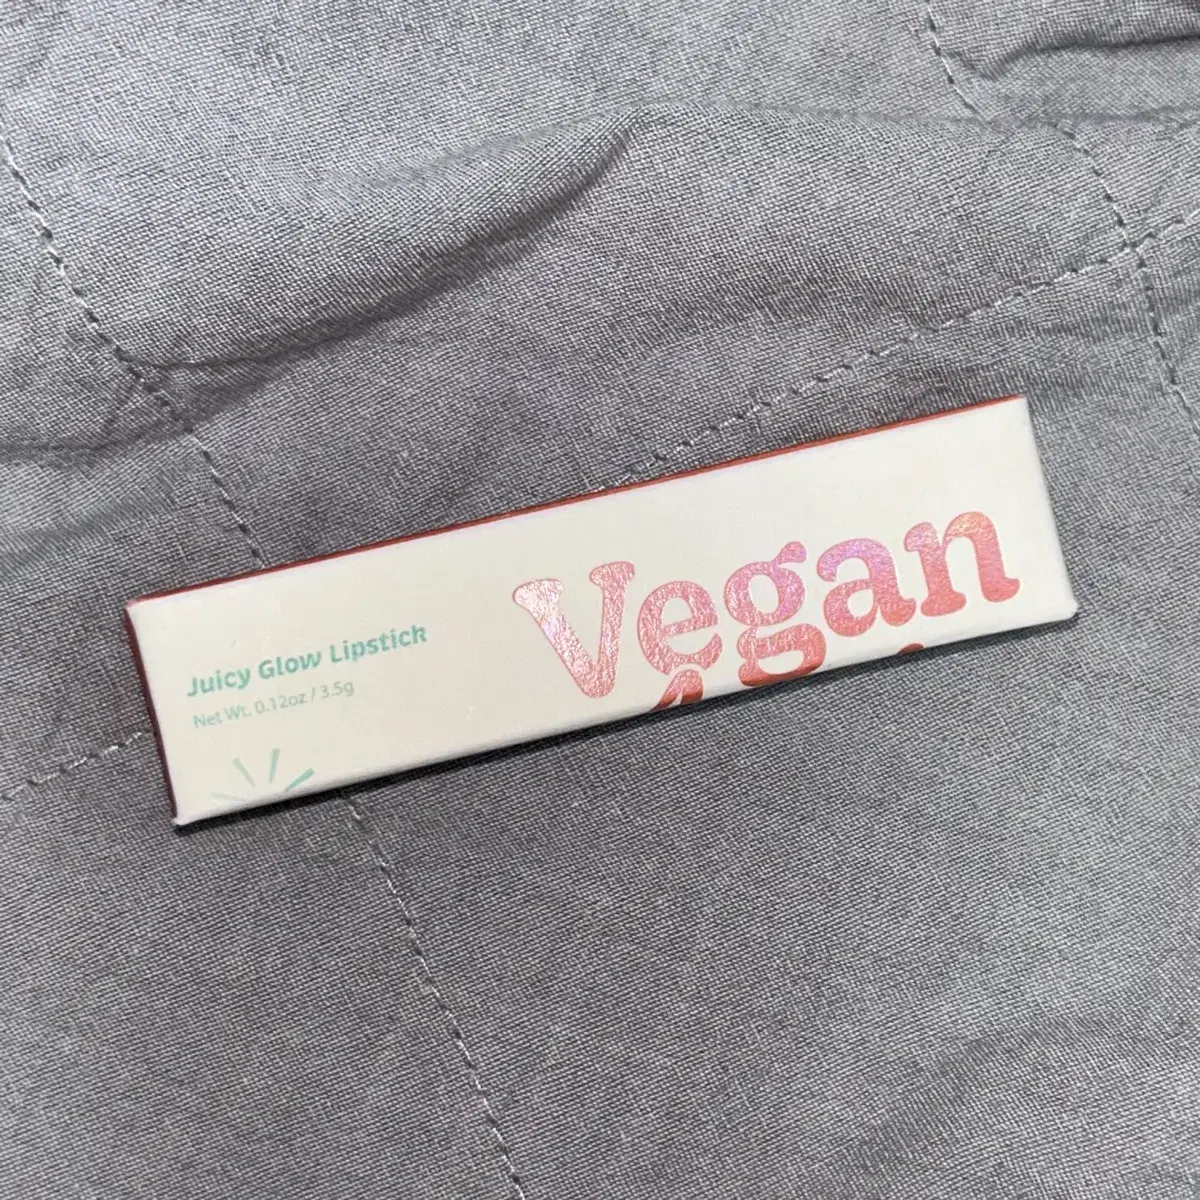 Vegan
Juicy Glow Lipstick
Net Wt. 0.12oz / 3.5g